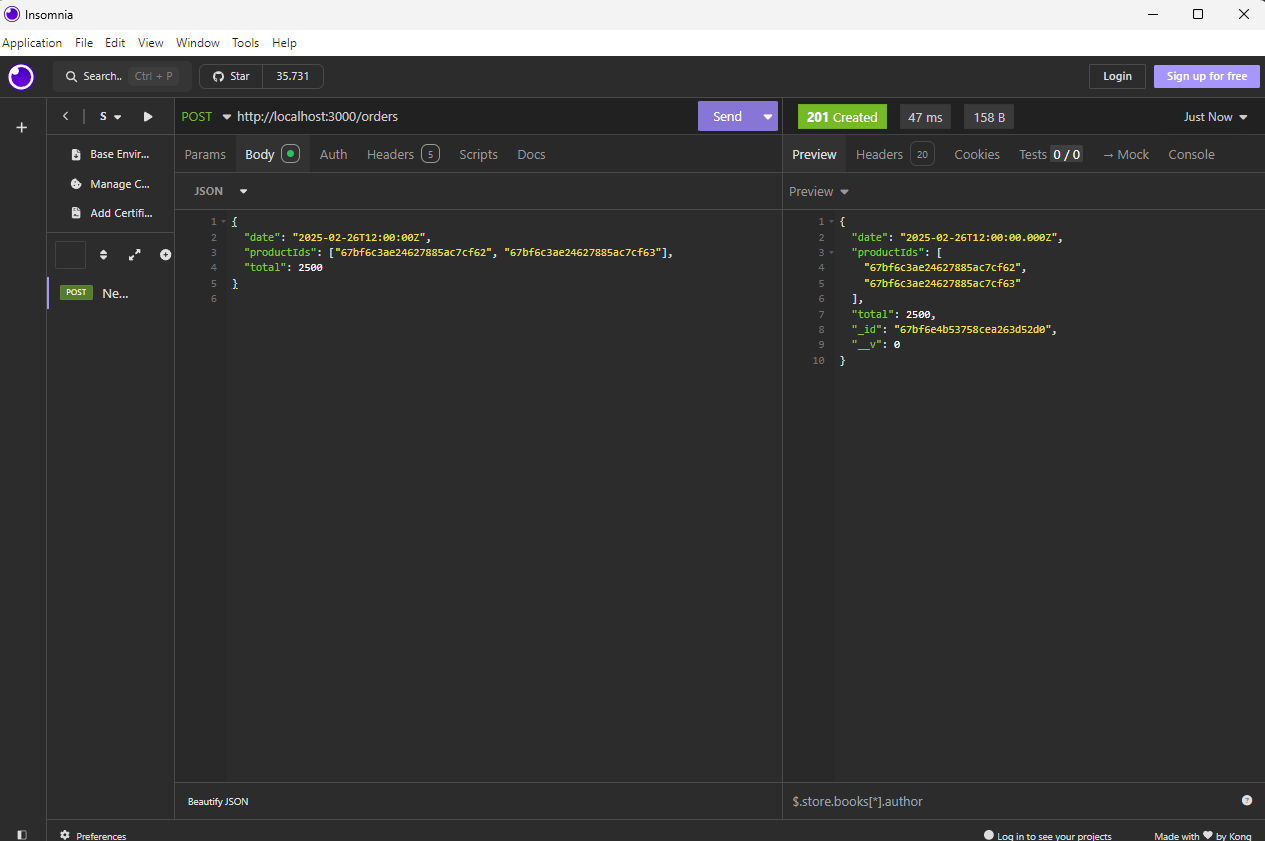 Insomnia
Application File Edit View Window Tools Help
Search.. Ctrl + P Star 35.731 Login Sign up for free
S POST http://localhost:3000/orders Send 201 Created 47 ms 158 B Just Now
Base Envir...
Manage C...
Add Certifi...
POST Ne...
Params Body Auth Headers 5 Scripts Docs
JSON
1 {
2 "date": "2025-02-26T12:00:00Z",
3 "productIds": ["67bf6c3ae24627885ac7cf62", "67bf6c3ae24627885ac7cf63"],
4 "total": 2500
5 }
6
Beautify JSON
Preview Headers 20 Cookies Tests 0 / 0 → Mock Console
Preview
1 {
2 "date": "2025-02-26T12:00:00.000Z",
3 "productIds": [
4 "67bf6c3ae24627885ac7cf62",
5 "67bf6c3ae24627885ac7cf63"
6 ],
7 "total": 2500,
8 "_id": "67bf6e4b53758cea263d52d0",
9 "__v": 0
10 }
$.store.books[*].author
Preferences Log in to see your projects Made with ♥ by Kong